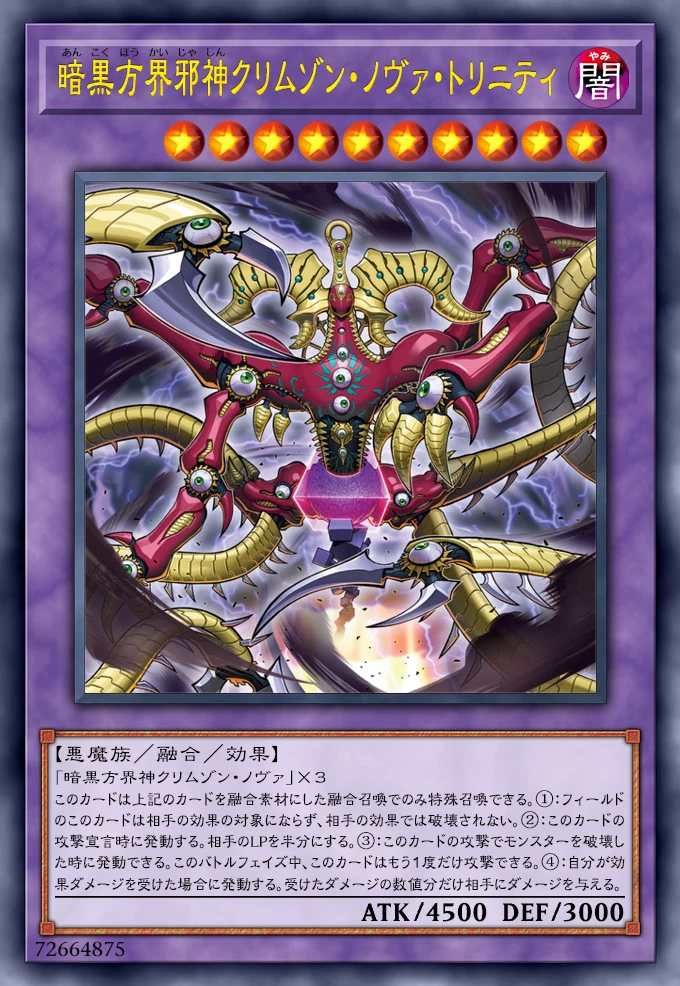 あん こく ほう かい じゃ しん
暗黒方界邪神クリムゾン・ノヴァ・トリニティ
やみ
闇
【悪魔族／融合／効果】
「暗黒方界神クリムゾン・ノヴァ」×３
このカードは上記のカードを融合素材にした融合召喚でのみ特殊召喚できる。①：フィールド
のこのカードは相手の効果の対象にならず、相手の効果では破壊されない。②：このカードの
攻撃宣言時に発動する。相手のLPを半分にする。③：このカードの攻撃でモンスターを破壊し
た時に発動できる。このバトルフェイズ中、このカードはもう１度だけ攻撃できる。④：自分が効
果ダメージを受けた場合に発動する。受けたダメージの数値分だけ相手にダメージを与える。
ATK/4500 DEF/3000
72664875